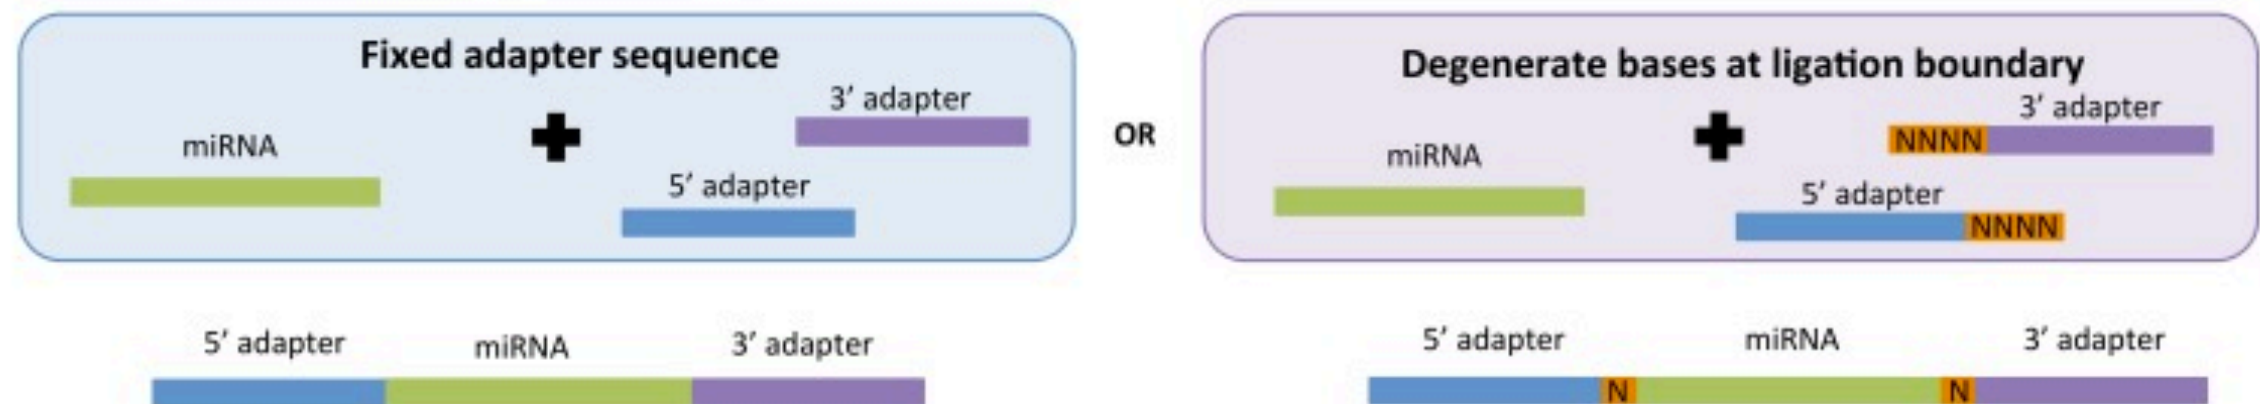 Fixed adapter sequence
3’ adapter
miRNA
5’ adapter
OR
Degenerate bases at ligation boundary
3’ adapter
NNNN
miRNA
5’ adapter
NNNN
5’ adapter miRNA 3’ adapter
5’ adapter miRNA 3’ adapter
N N